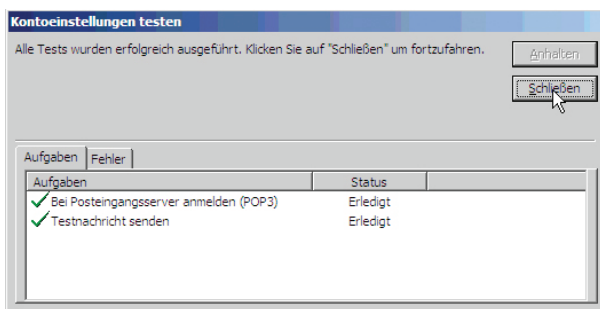 Kontoeinstellungen testen
Alle Tests wurden erfolgreich ausgeführt. Klicken Sie auf "Schließen" um fortzufahren.
Anhalten
Schließen
Aufgaben
Fehler
Aufgaben Status
Bei Posteingangsserver anmelden (POP3) Erledigt
Testnachricht senden Erledigt